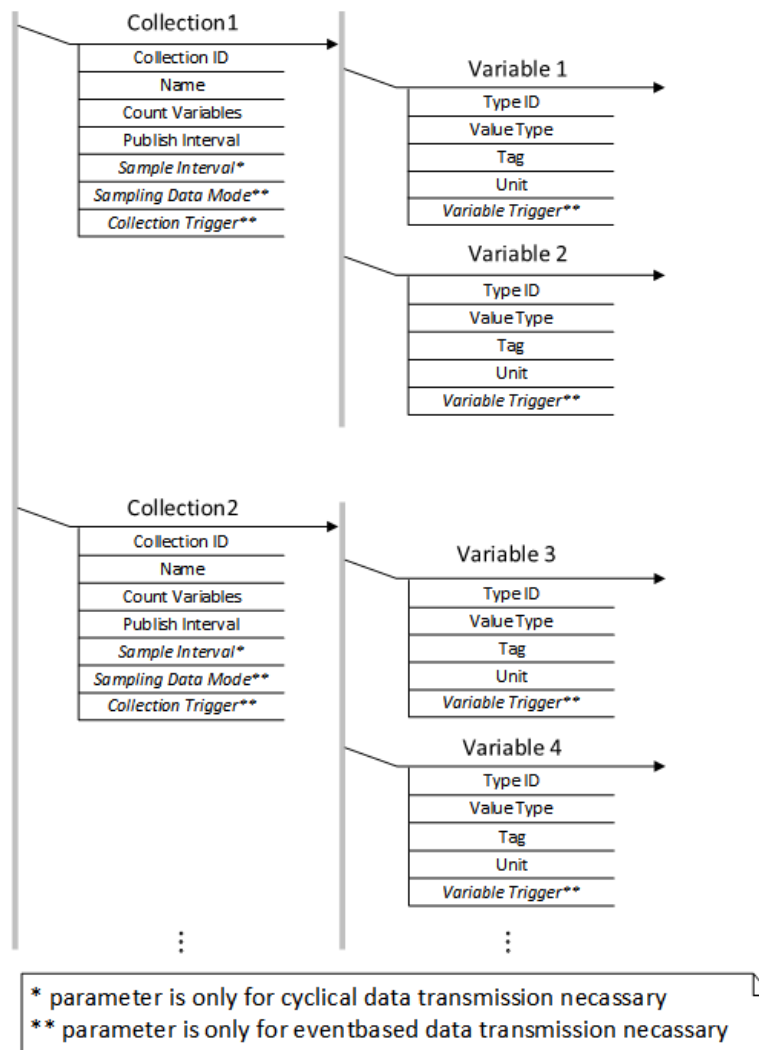 Collection1
Collection ID
Name
Count Variables
Publish Interval
Sample Interval*
Sampling Data Mode**
Collection Trigger**
Variable 1
Type ID
Value Type
Tag
Unit
Variable Trigger**
Variable 2
Type ID
Value Type
Tag
Unit
Variable Trigger**
Collection2
Collection ID
Name
Count Variables
Publish Interval
Sample Interval*
Sampling Data Mode**
Collection Trigger**
Variable 3
Type ID
Value Type
Tag
Unit
Variable Trigger**
Variable 4
Type ID
Value Type
Tag
Unit
Variable Trigger**
* parameter is only for cyclical data transmission necassary
** parameter is only for eventbased data transmission necassary